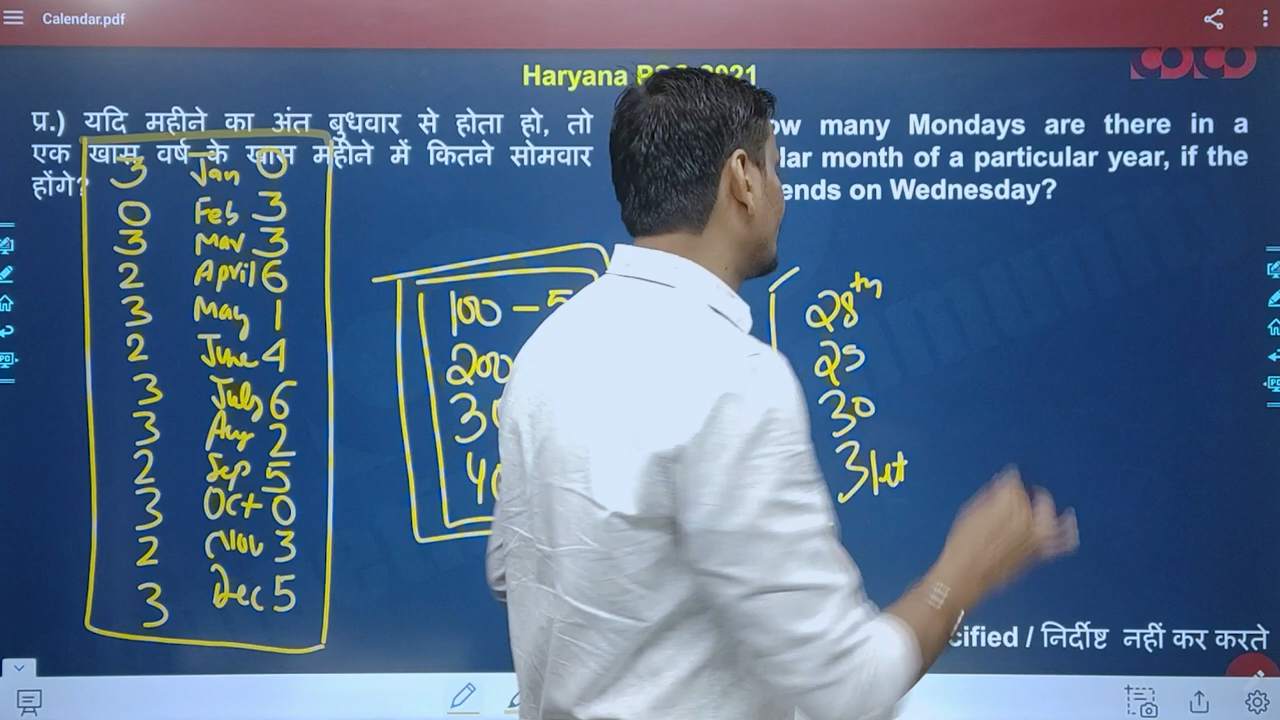 Calendar.pdf
Haryana 2021
प्र.) यदि महीने का अंत बुधवार से होता हो, तो
एक खास वर्ष के खास महीने में कितने सोमवार
होंगे?
ow many Mondays are there in a
lar month of a particular year, if the
ends on Wednesday?
3 Jan 0
0 Feb 3
3 Mar 3
2 April 6
3 May 1
2 June 4
3 July 6
3 Aug 2
2 Sep 5
3 Oct 0
2 Nov 3
3 Dec 5
100 - 5
200
30
40
28th
29
30
31st
cified / निर्दीष्ट नहीं कर करते